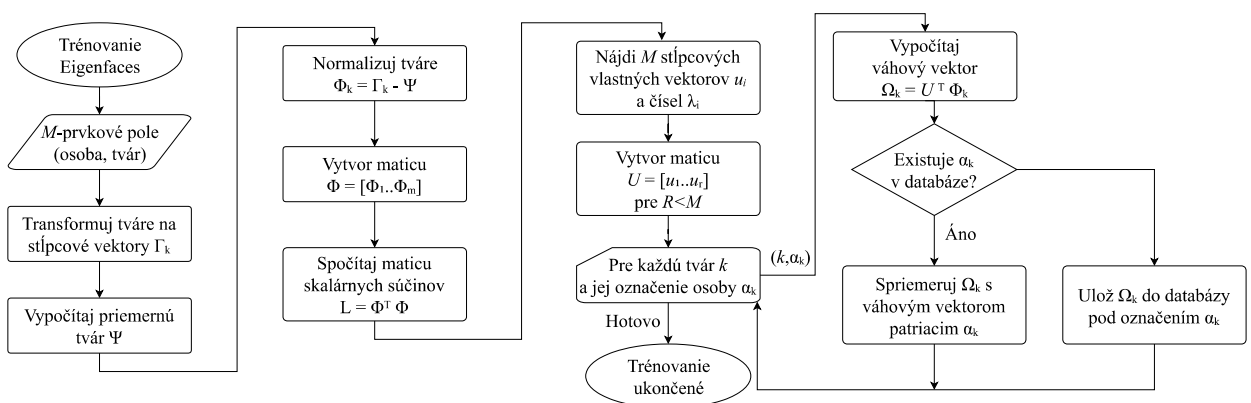 Trénovanie
Eigenfaces
M-prvkové pole
(osoba, tvár)
Transformuj tváre na
stĺpcové vektory Γₖ
Vypočítaj priemernú
tvár Ψ
Normalizuj tváre
Φₖ = Γₖ - Ψ
Vytvor maticu
Φ = [Φ₁..Φₘ]
Spočítaj maticu
skalárnych súčinov
L = Φᵀ Φ
Nájdi M stĺpcových
vlastných vektorov uᵢ
a čísel λᵢ
Vytvor maticu
U = [u₁..uᵣ]
pre R<M
Pre každú tvár k
a jej označenie osoby αₖ
(k,αₖ)
Hotovo
Trénovanie
ukončené
Vypočítaj
váhový vektor
Ωₖ = Uᵀ Φₖ
Existuje αₖ
v databáze?
Áno
Spriemeruj Ωₖ s
váhovým vektorom
patriacim αₖ
Ulož Ωₖ do databázy
pod označením αₖ